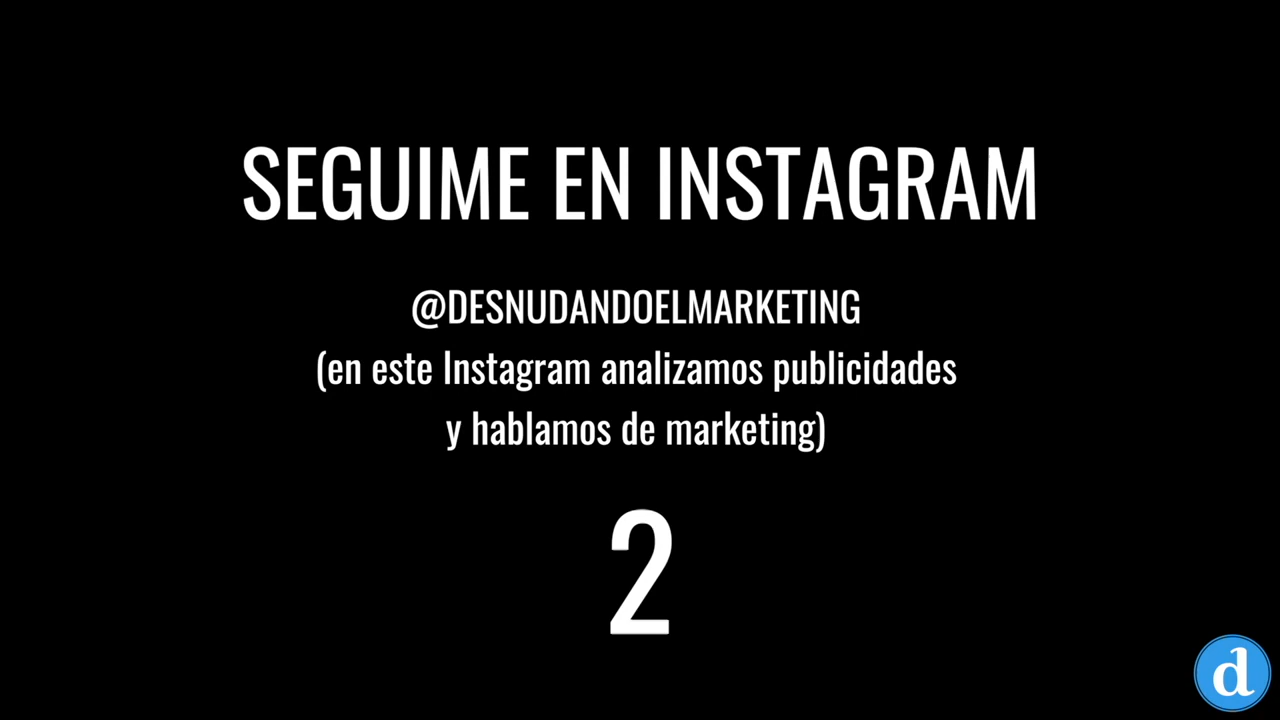 SEGUIME EN INSTAGRAM
@DESNUDANDOELMARKETING
(en este Instagram analizamos publicidades
y hablamos de marketing)
2
d